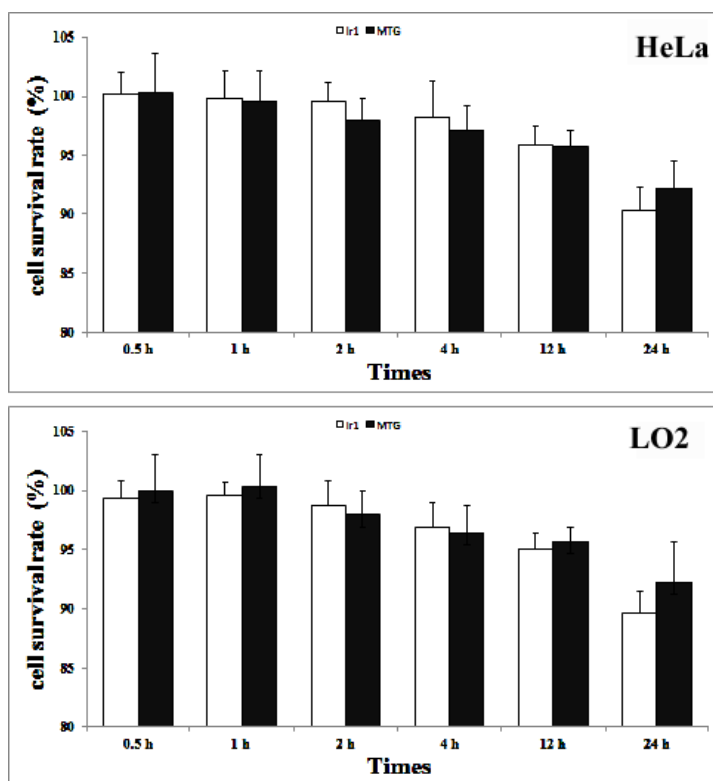 105
Ir1 MTG
HeLa
100
95
90
85
80
cell survival rate (%)
0.5 h 1 h 2 h 4 h 12 h 24 h
Times
105
Ir1 MTG
LO2
100
95
90
85
80
cell survival rate (%)
0.5 h 1 h 2 h 4 h 12 h 24 h
Times